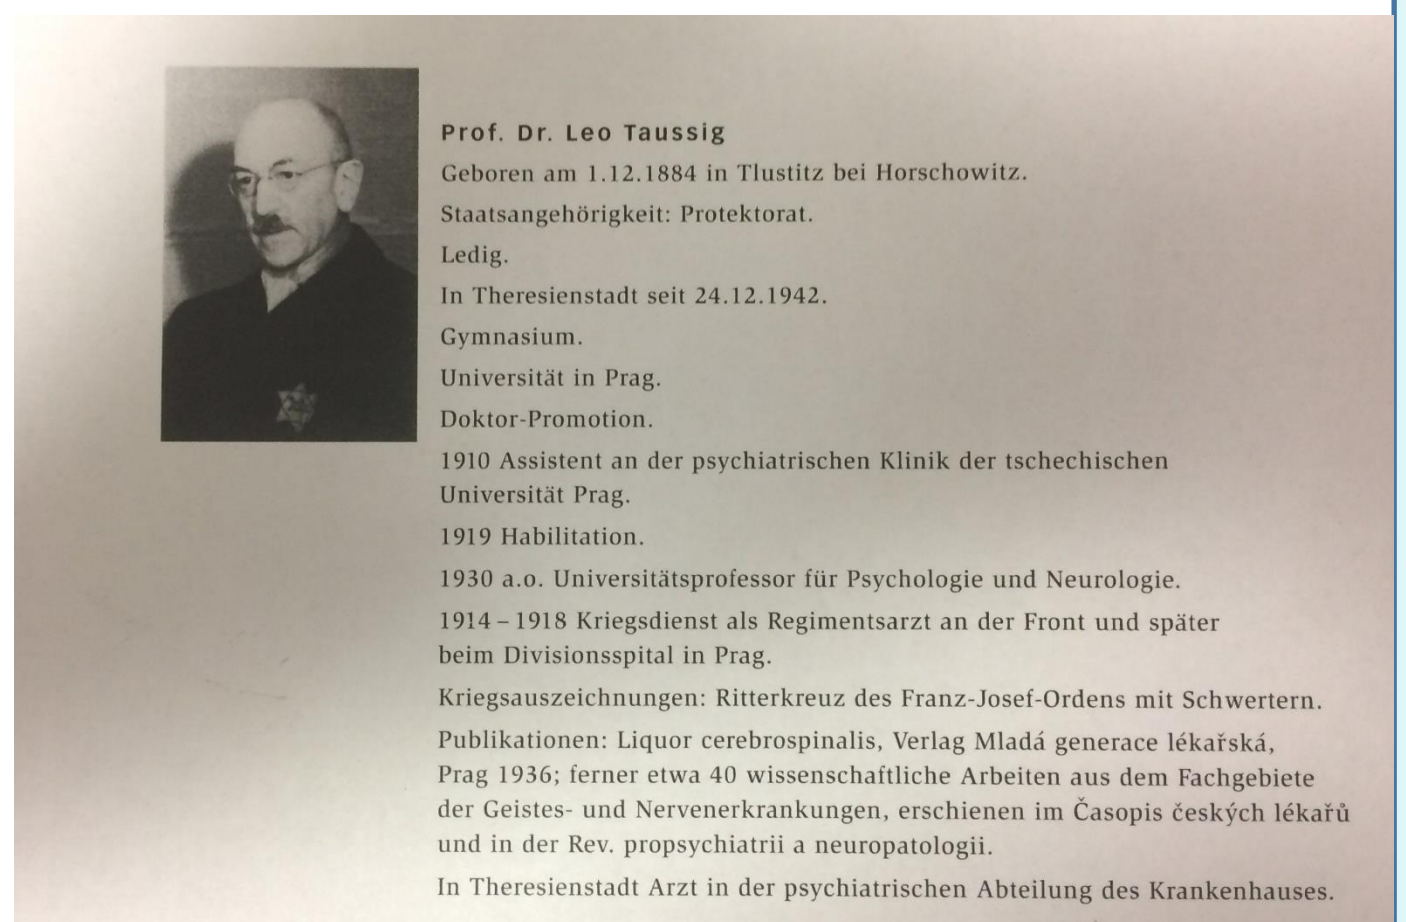 Prof. Dr. Leo Taussig
Geboren am 1.12.1884 in Tlustitz bei Horschowitz.
Staatsangehörigkeit: Protektorat.
Ledig.
In Theresienstadt seit 24.12.1942.
Gymnasium.
Universität in Prag.
Doktor-Promotion.
1910 Assistent an der psychiatrischen Klinik der tschechischen
Universität Prag.
1919 Habilitation.
1930 a.o. Universitätsprofessor für Psychologie und Neurologie.
1914 – 1918 Kriegsdienst als Regimentsarzt an der Front und später
beim Divisionsspital in Prag.
Kriegsauszeichnungen: Ritterkreuz des Franz-Josef-Ordens mit Schwertern.
Publikationen: Liquor cerebrospinalis, Verlag Mladá generace lékařská,
Prag 1936; ferner etwa 40 wissenschaftliche Arbeiten aus dem Fachgebiete
der Geistes- und Nervenerkrankungen, erschienen im Časopis českých lékařů
und in der Rev. propsychiatrii a neuropatologii.
In Theresienstadt Arzt in der psychiatrischen Abteilung des Krankenhauses.